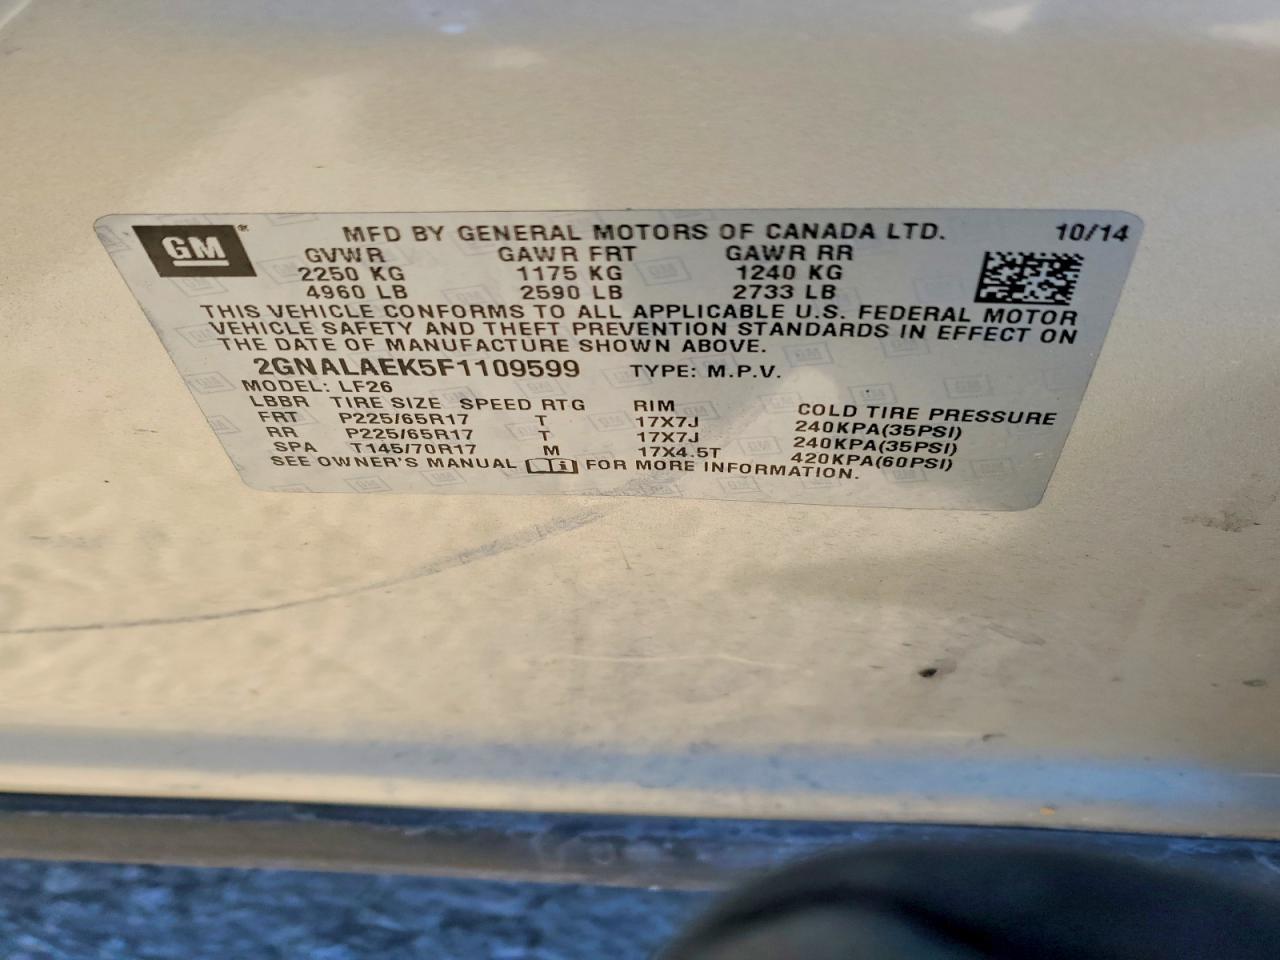 GM® MFD BY GENERAL MOTORS OF CANADA LTD. 10/14
GVWR GAWR FRT GAWR RR
2250 KG 1175 KG 1240 KG
4960 LB 2590 LB 2733 LB
THIS VEHICLE CONFORMS TO ALL APPLICABLE U.S. FEDERAL MOTOR
VEHICLE SAFETY AND THEFT PREVENTION STANDARDS IN EFFECT ON
THE DATE OF MANUFACTURE SHOWN ABOVE.
2GNALAEK5F1109599 TYPE: M.P.V.
MODEL: LF26
LBBR TIRE SIZE SPEED RTG RIM COLD TIRE PRESSURE
FRT P225/65R17 T 17X7J 240KPA(35PSI)
RR P225/65R17 T 17X7J 240KPA(35PSI)
SPA T145/70R17 M 17X4.5T 420KPA(60PSI)
SEE OWNER'S MANUAL FOR MORE INFORMATION.